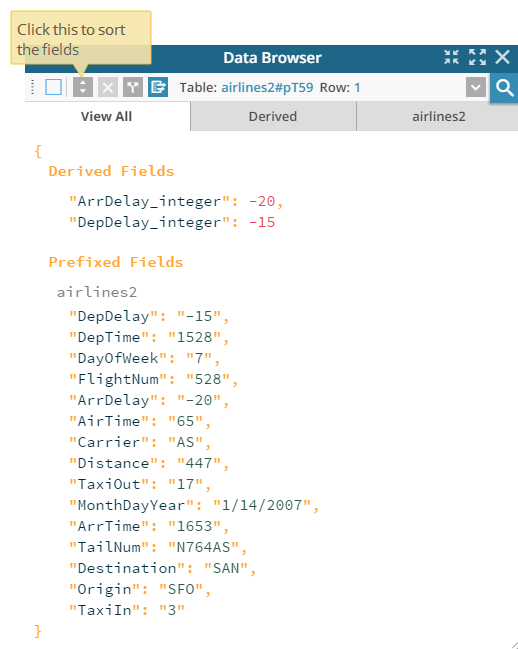 Click this to sort
the fields
Data Browser
Table: airlines2#pT59 Row: 1
View All
Derived
airlines2
{
Derived Fields
"ArrDelay_integer": -20,
"DepDelay_integer": -15
Prefixed Fields
airlines2
"DepDelay": "-15",
"DepTime": "1528",
"DayOfWeek": "7",
"FlightNum": "528",
"ArrDelay": "-20",
"AirTime": "65",
"Carrier": "AS",
"Distance": "447",
"TaxiOut": "17",
"MonthDayYear": "1/14/2007",
"ArrTime": "1653",
"TailNum": "N764AS",
"Destination": "SAN",
"Origin": "SFO",
"TaxiIn": "3"
}